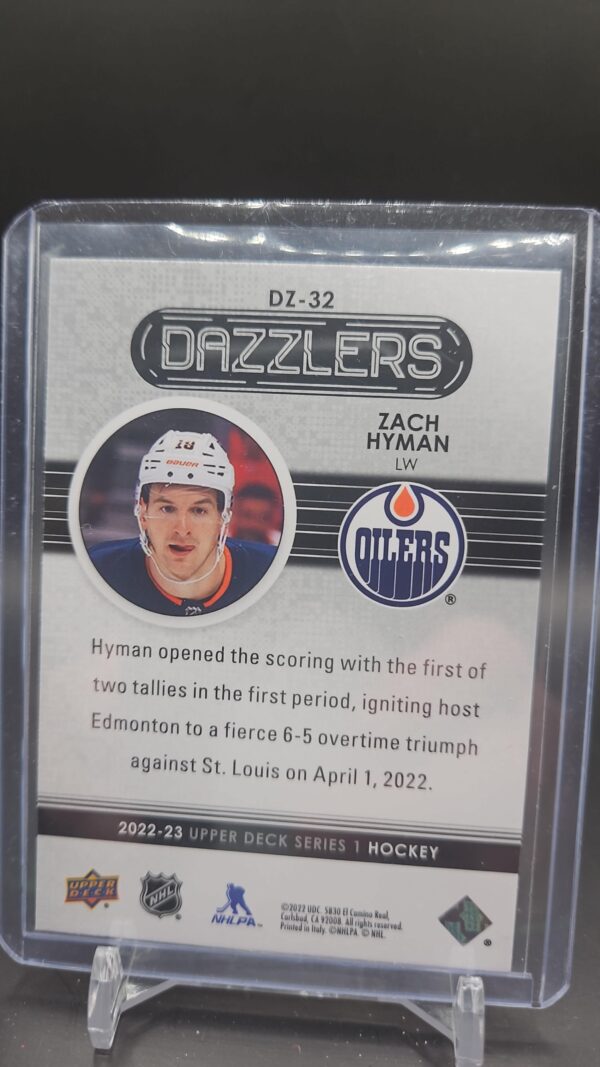 DZ-32
DAZZLERS
ZACH
HYMAN
LW
18
BAUER
OILERS
®
Hyman opened the scoring with the first of
two tallies in the first period, igniting host
Edmonton to a fierce 6-5 overtime triumph
against St. Louis on April 1, 2022.
2022-23 UPPER DECK SERIES 1 HOCKEY
UPPER
DECK
NHL
NHLPA
©2022 UDC. 5830 El Camino Real,
Carlsbad, CA 92008. All rights reserved.
Printed in Italy. ©NHLPA © NHL.
®